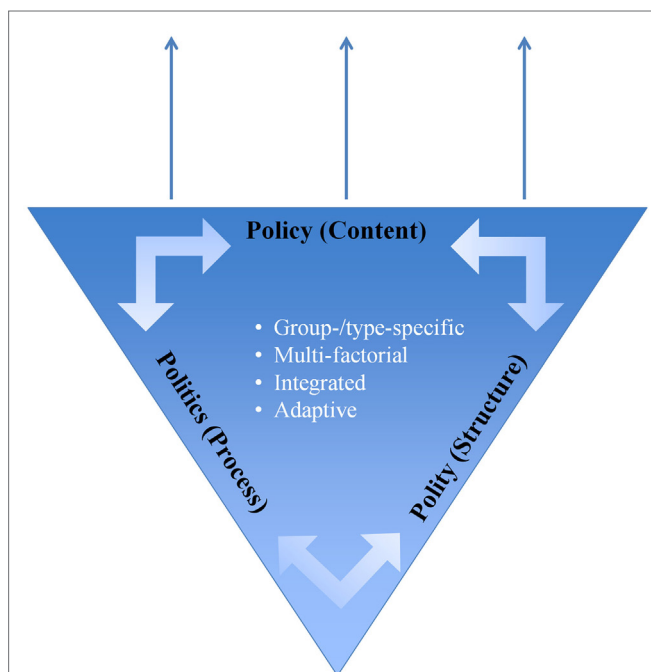 Policy (Content)
• Group-/type-specific
• Multi-factorial
• Integrated
• Adaptive
Politics (Process)
Polity (Structure)